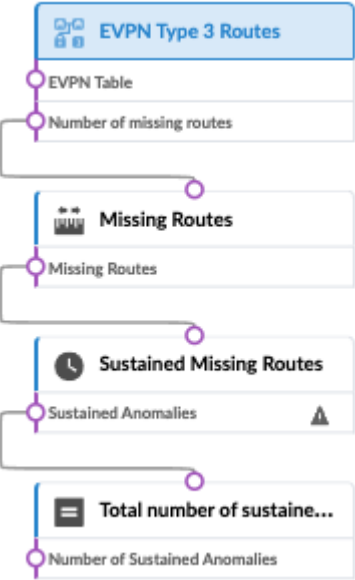 EVPN Type 3 Routes
EVPN Table
Number of missing routes
Missing Routes
Missing Routes
Sustained Missing Routes
Sustained Anomalies
Total number of sustaine...
Number of Sustained Anomalies